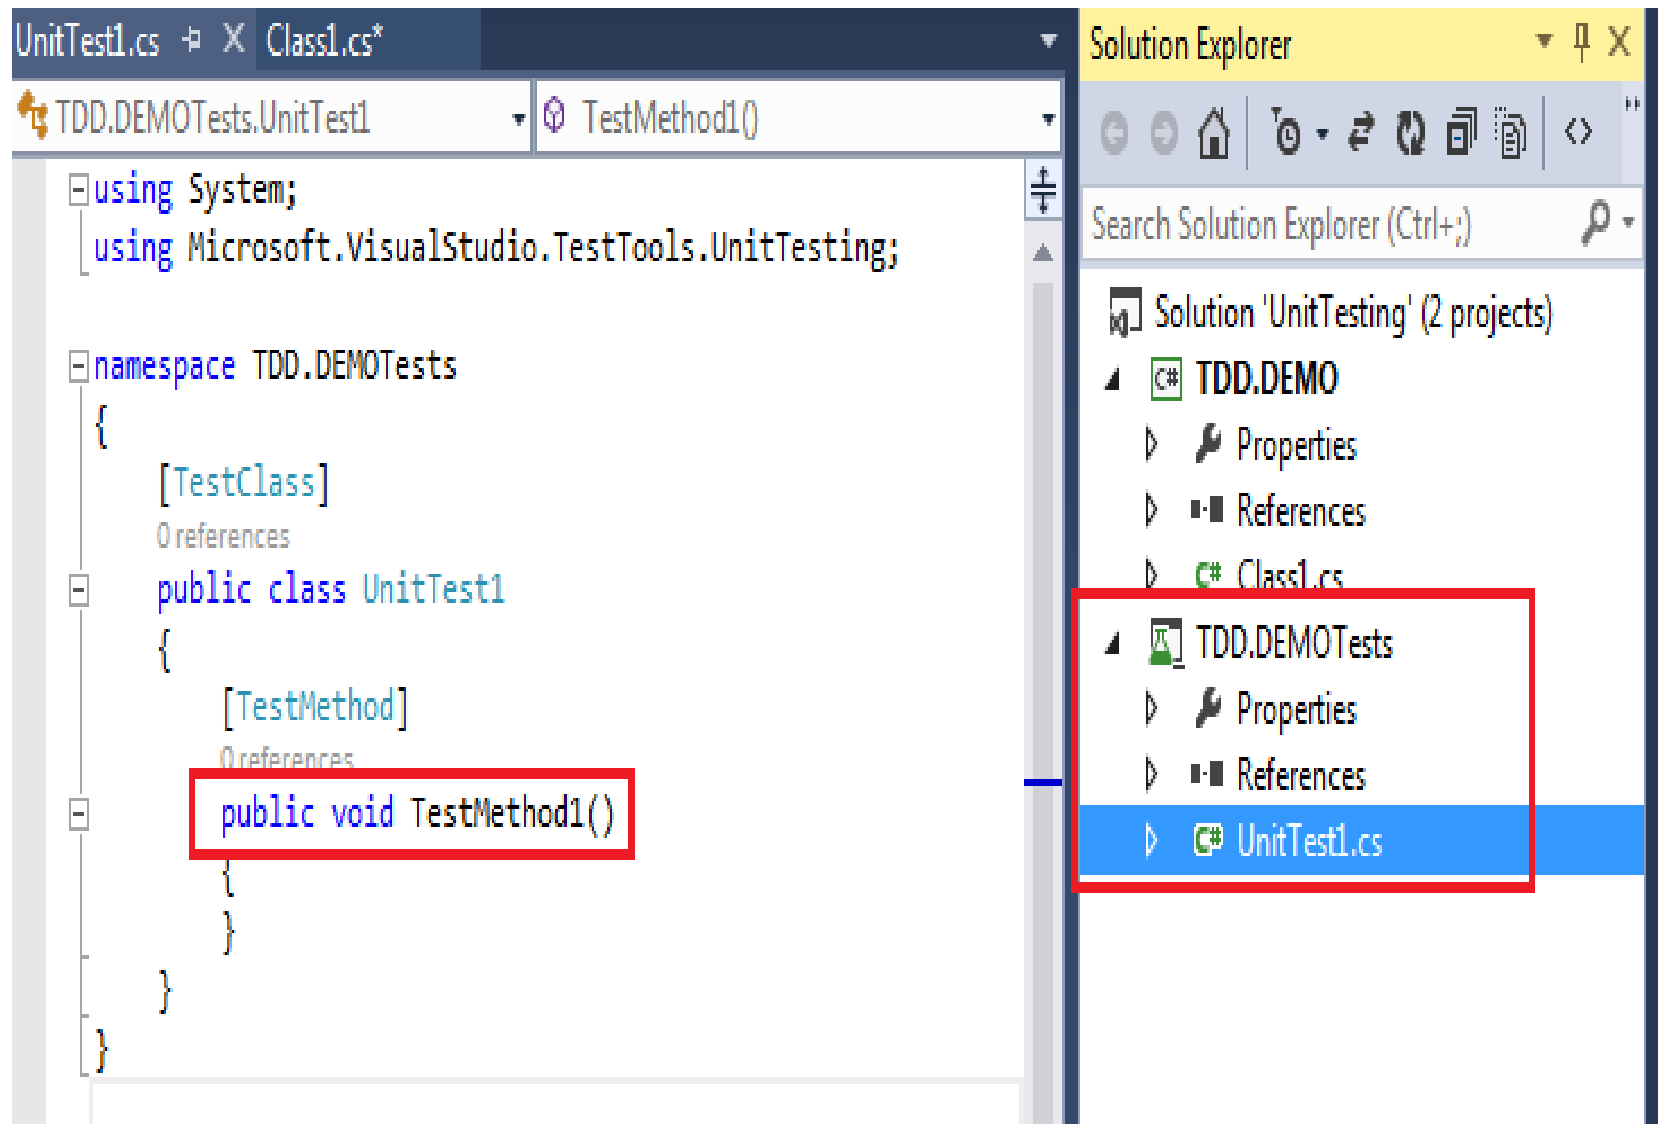 UnitTest1.cs
Class1.cs*
TDD.DEMOTests.UnitTest1
TestMethod1()
using System;
using Microsoft.VisualStudio.TestTools.UnitTesting;
namespace TDD.DEMOTests
{
[TestClass]
0 references
public class UnitTest1
{
[TestMethod]
0 references
public void TestMethod1()
{
}
}
}
Solution Explorer
Search Solution Explorer (Ctrl+;)
Solution 'UnitTesting' (2 projects)
C# TDD.DEMO
Properties
References
C# Class1.cs
TDD.DEMOTests
Properties
References
C# UnitTest1.cs